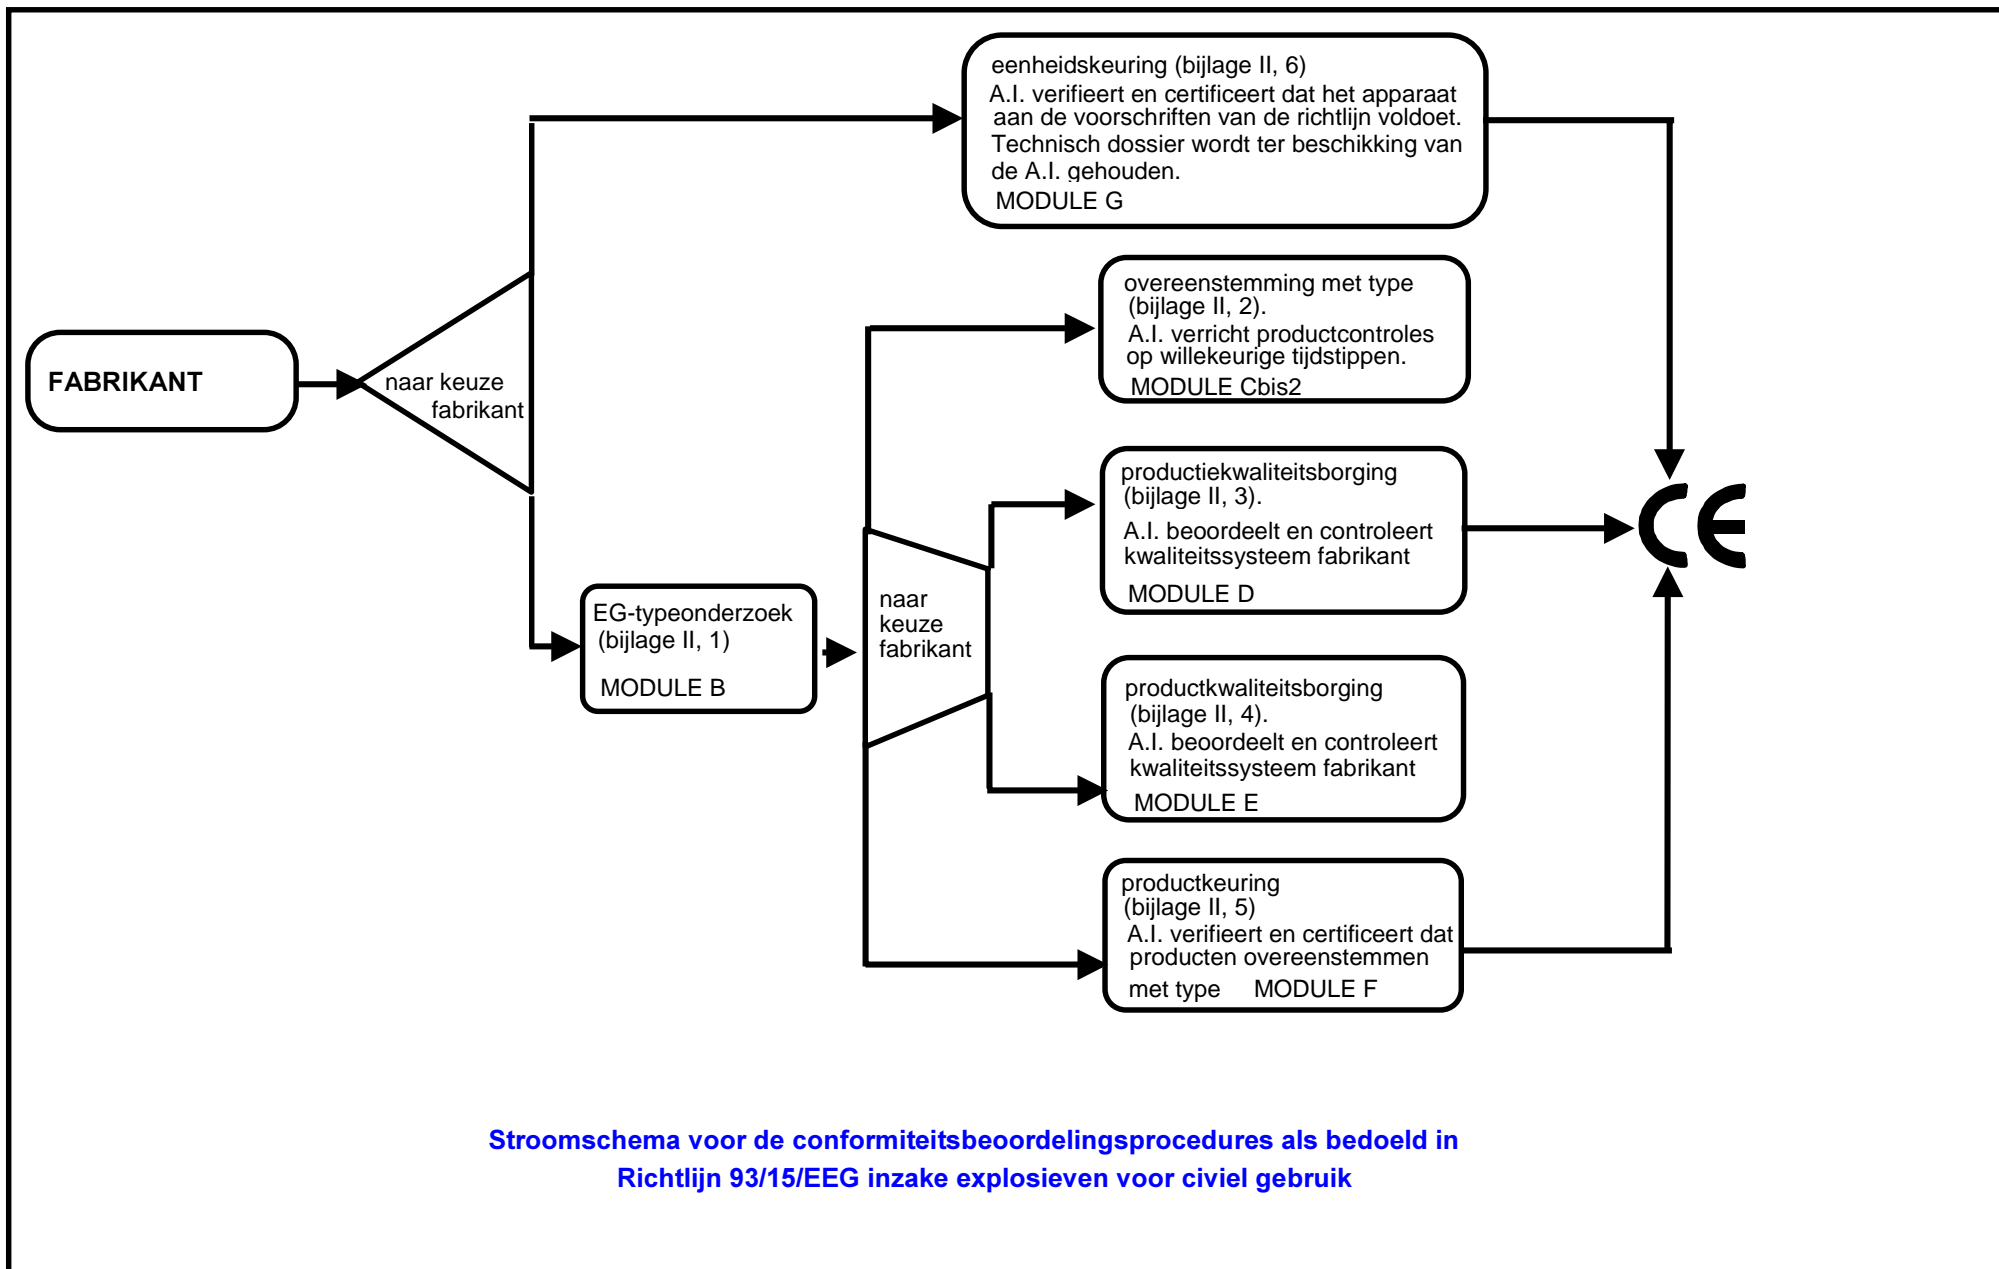 eenheidskeuring (bijlage II, 6)
A.I. verifieert en certificeert dat het apparaat
aan de voorschriften van de richtlijn voldoet.
Technisch dossier wordt ter beschikking van
de A.I. gehouden.
MODULE G
overeenstemming met type
(bijlage II, 2).
A.I. verricht productcontroles
op willekeurige tijdstippen.
MODULE Cbis2
FABRIKANT
naar keuze
fabrikant
productiekwaliteitsborging
(bijlage II, 3).
A.I. beoordeelt en controleert
kwaliteitssysteem fabrikant
MODULE D
CE
EG-typeonderzoek
(bijlage II, 1)
MODULE B
naar
keuze
fabrikant
productkwaliteitsborging
(bijlage II, 4).
A.I. beoordeelt en controleert
kwaliteitssysteem fabrikant
MODULE E
productkeuring
(bijlage II, 5)
A.I. verifieert en certificeert dat
producten overeenstemmen
met type MODULE F
Stroomschema voor de conformiteitsbeoordelingsprocedures als bedoeld in
Richtlijn 93/15/EEG inzake explosieven voor civiel gebruik